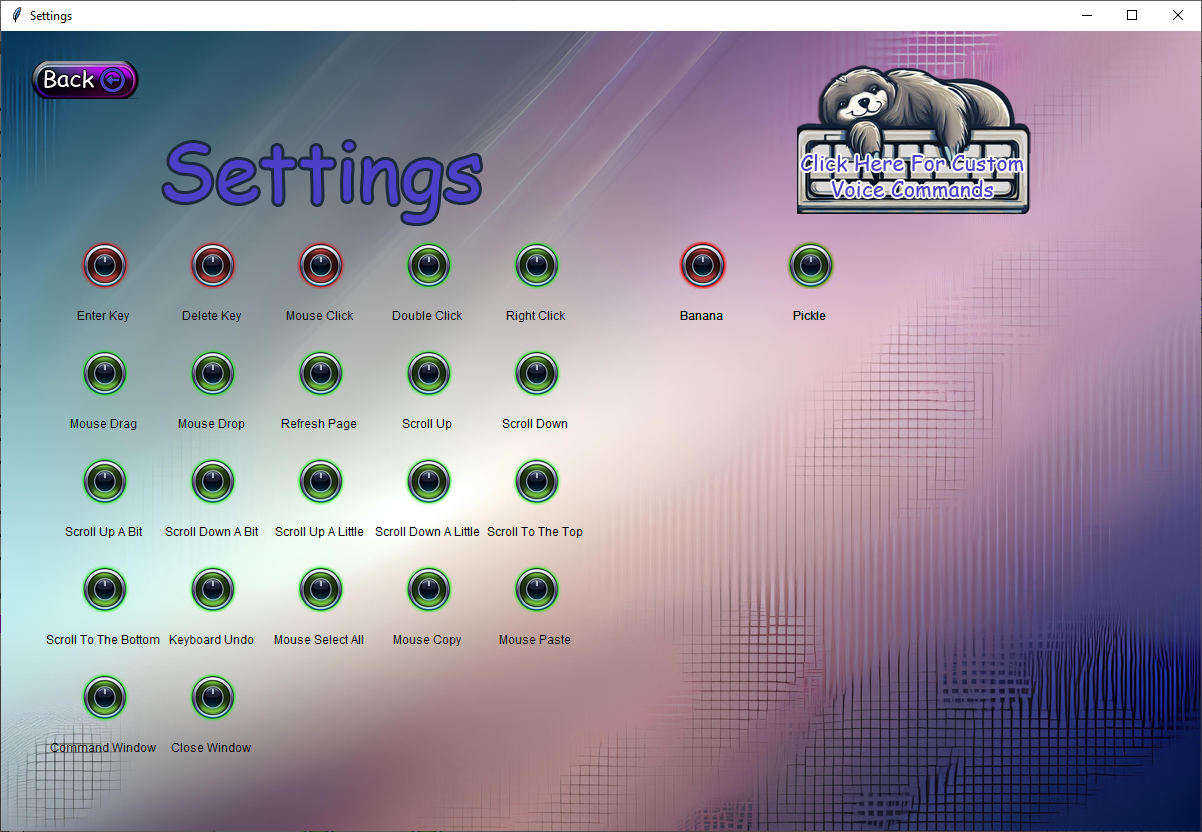 Settings
Back
Click Here For Custom
Voice Commands
Settings
Enter Key
Delete Key
Mouse Click
Double Click
Right Click
Banana
Pickle
Mouse Drag
Mouse Drop
Refresh Page
Scroll Up
Scroll Down
Scroll Up A Bit
Scroll Down A Bit
Scroll Up A Little
Scroll Down A Little
Scroll To The Top
Scroll To The Bottom
Keyboard Undo
Mouse Select All
Mouse Copy
Mouse Paste
Command Window
Close Window